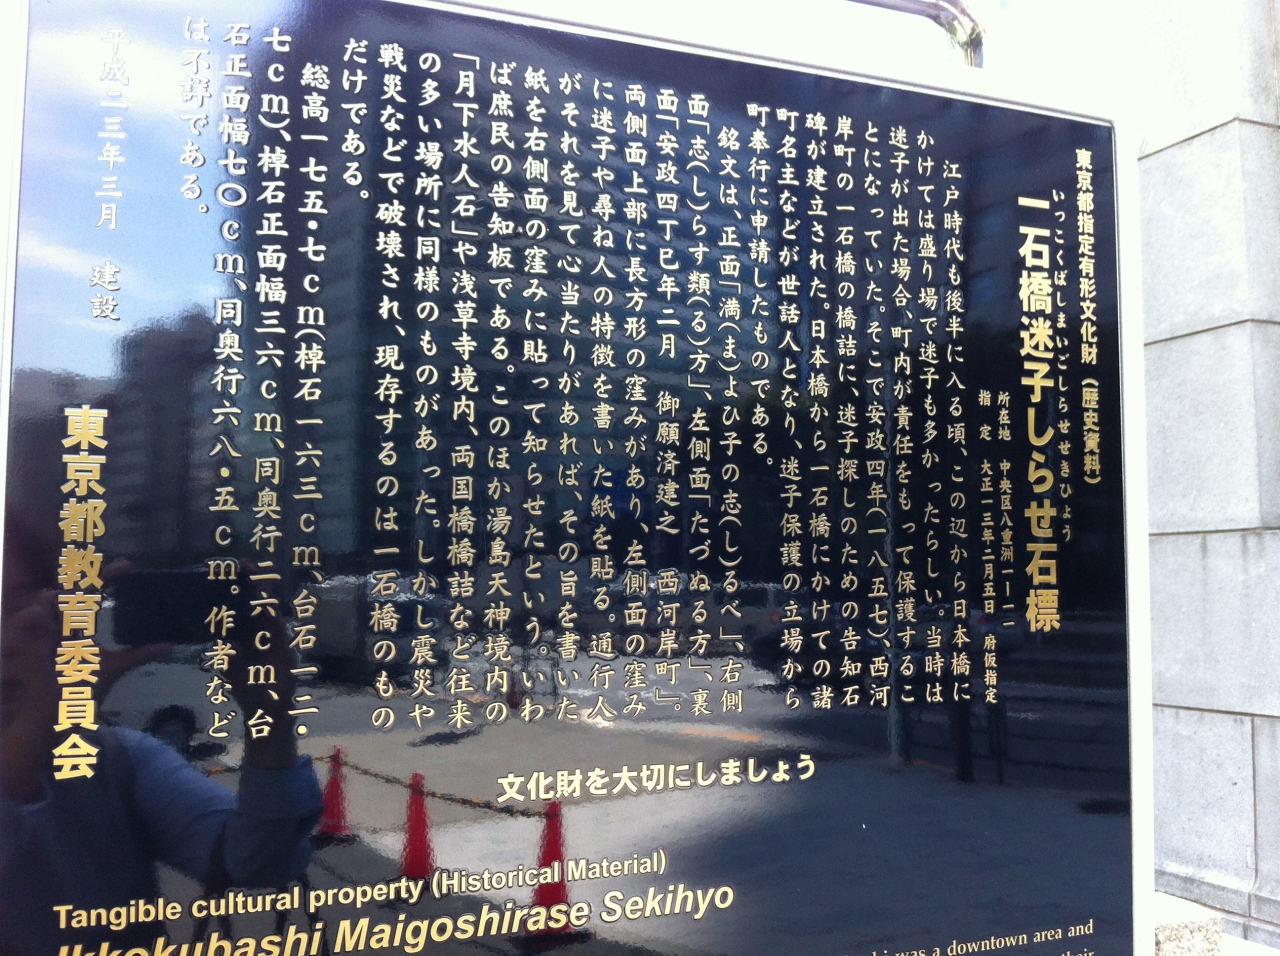 東京都指定有形文化財（歴史資料）
いっこくばしまいごしらせせきひょう
一石橋迷子しらせ石標
所在地　中央区八重洲一ー一一
指　定　大正一三年二月五日　府仮指定
江戸時代も後半に入る頃、この辺から日本橋に
かけては盛り場で迷子も多かったらしい。当時は
迷子が出た場合、町内が責任をもって保護するこ
とになっていた。そこで安政四年（一八五七）、西河
岸町の一石橋の橋詰に、迷子探しのための告知石
碑が建立された。日本橋から一石橋にかけての諸
町名主などが世話人となり、迷子保護の立場から
町奉行に申請したものである。
銘文は、正面「満（ま）よひ子の志（し）るべ」、右側
面「志（し）らす類（る）方」、左側面「たづぬる方」、裏
面「安政四丁巳年二月　御願済建之　西河岸町」。
両側面上部に長方形の窪みがあり、左側面の窪み
に迷子や尋ね人の特徴を書いた紙を貼る。通行人
がそれを見て心当たりがあれば、その旨を書いた
紙を右側面の窪みに貼って知らせたという。いわ
ば庶民の告知板である。このほか湯島天神境内の
「月下氷人石」や浅草寺境内、両国橋橋詰など往来
の多い場所に同様のものがあった。しかし震災や
戦災などで破壊され、現存するのは一石橋のもの
だけである。
総高一七五・七cm（棹石一六三cm、台石一二・
七cm）、棹石正面幅三六cm、同奥行二六cm、台
石正面幅七〇cm、同奥行六八・五cm。作者など
は不詳である。
平成二三年三月　建設
東京都教育委員会
文化財を大切にしましょう
Tangible cultural property (Historical Material)
Ikkokubashi Maigoshirase Sekihyo
was a downtown area and
their